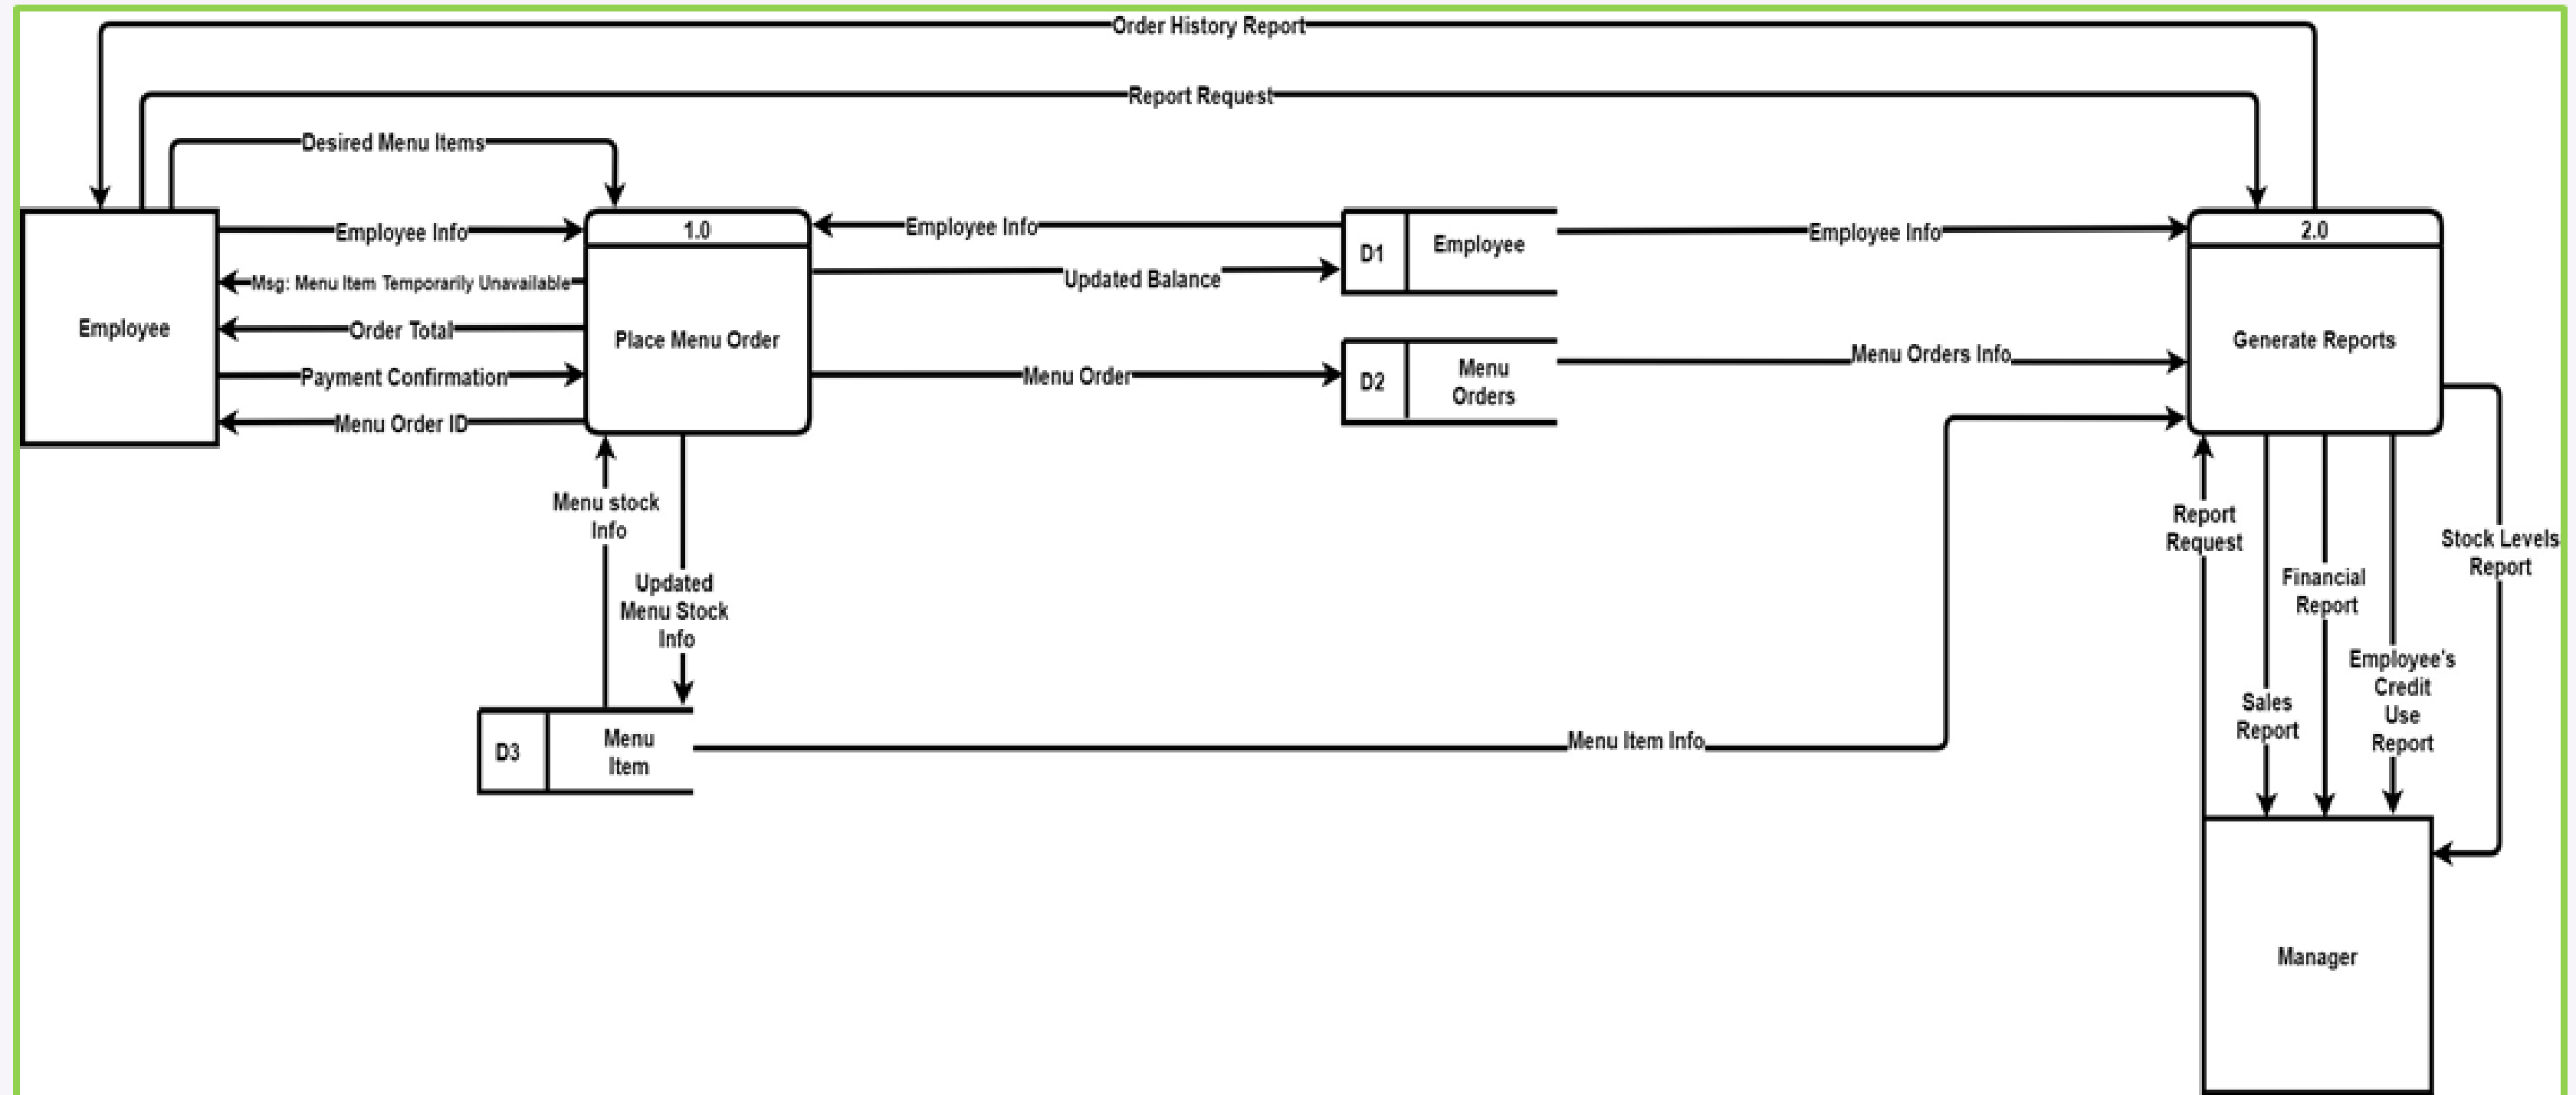 Order History Report
Report Request
Desired Menu Items
Employee Info
1.0
Employee Info
D1
Employee
Employee Info
2.0
Msg: Menu Item Temporarily Unavailable
Updated Balance
Employee
Order Total
Place Menu Order
Generate Reports
Payment Confirmation
Menu Order
D2
Menu
Orders
Menu Orders Info
Menu Order ID
Menu stock
Info
Updated
Menu Stock
Info
Report
Request
Financial
Report
Stock Levels
Report
Sales
Report
Employee's
Credit
Use
Report
D3
Menu
Item
Menu Item Info
Manager